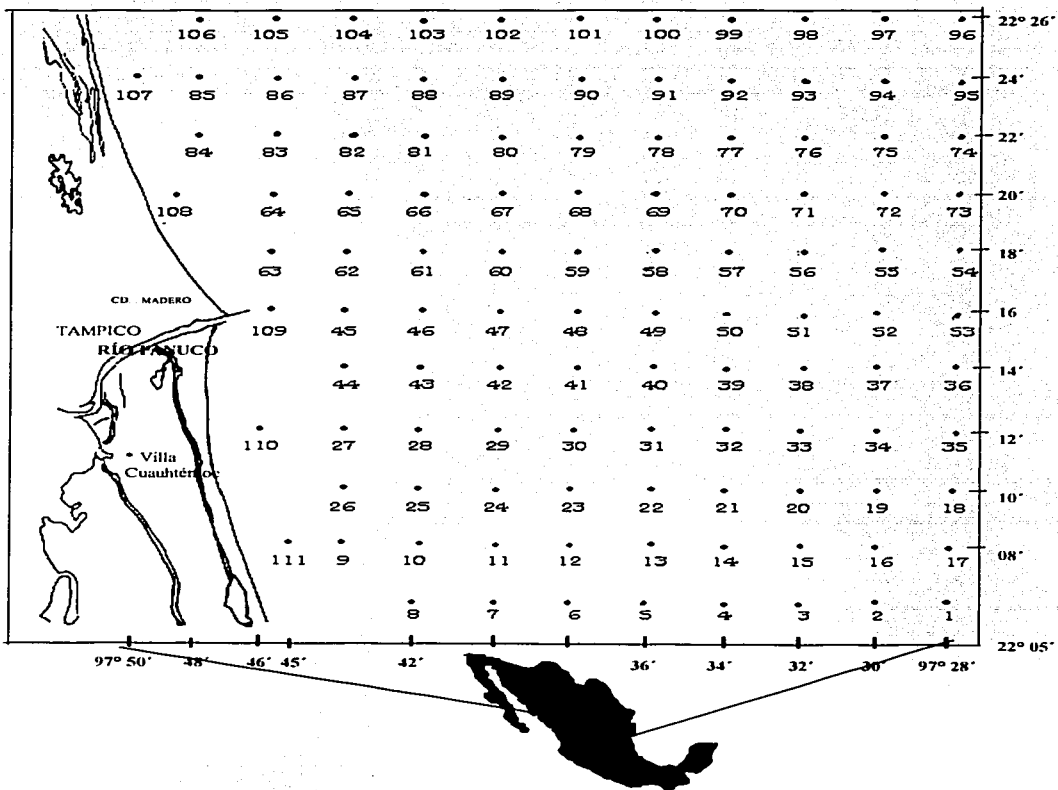 106 105 104 103 102 101 100 99 98 97 96 22° 26´
107 85 86 87 88 89 90 91 92 93 94 95 24´
84 83 82 81 80 79 78 77 76 75 74 22´
108 64 65 66 67 68 69 70 71 72 73 20´
63 62 61 60 59 58 57 56 55 54 18´
CD. MADERO
TAMPICO 109 45 46 47 48 49 50 51 52 53 16
RÍO PANUCO
44 43 42 41 40 39 38 37 36 14´
110 27 28 29 30 31 32 33 34 35 12´
Villa
Cuauhtémoc
26 25 24 23 22 21 20 19 18 10´
111 9 10 11 12 13 14 15 16 17 08´
8 7 6 5 4 3 2 1
22° 05´
97° 50´ 48´ 46´ 45´ 42´ 36´ 34´ 32´ 30´ 97° 28´